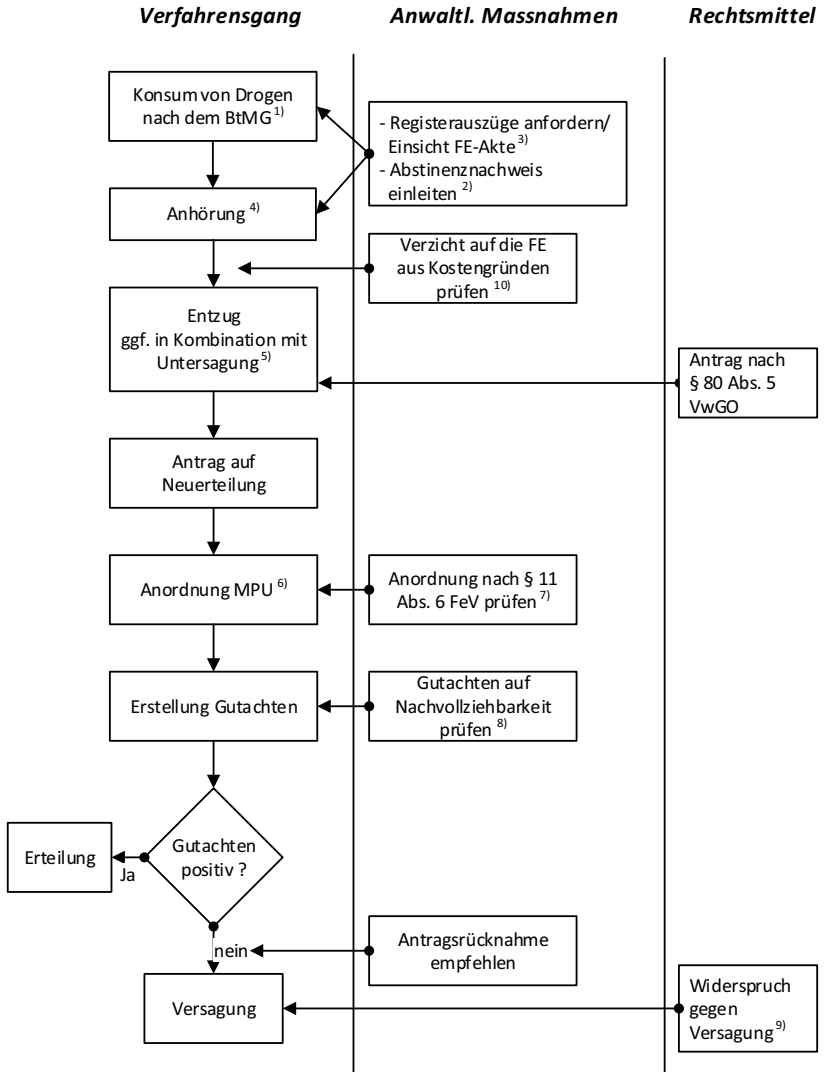 Verfahrensgang
Anwaltl. Massnahmen
Rechtsmittel
Konsum von Drogen
nach dem BtMG 1)
- Registerauszüge anfordern/
Einsicht FE-Akte 3)
- Abstinenznachweis
einleiten 2)
Anhörung 4)
Verzicht auf die FE
aus Kostengründen
prüfen 10)
Entzug
ggf. in Kombination mit
Untersagung 5)
Antrag nach
§ 80 Abs. 5
VwGO
Antrag auf
Neuerteilung
Anordnung MPU 6)
Anordnung nach § 11
Abs. 6 FeV prüfen 7)
Erstellung Gutachten
Gutachten auf
Nachvollziehbarkeit
prüfen 8)
Gutachten
positiv ?
Erteilung
Ja
nein
Antragsrücknahme
empfehlen
Versagung
Widerspruch
gegen
Versagung 9)